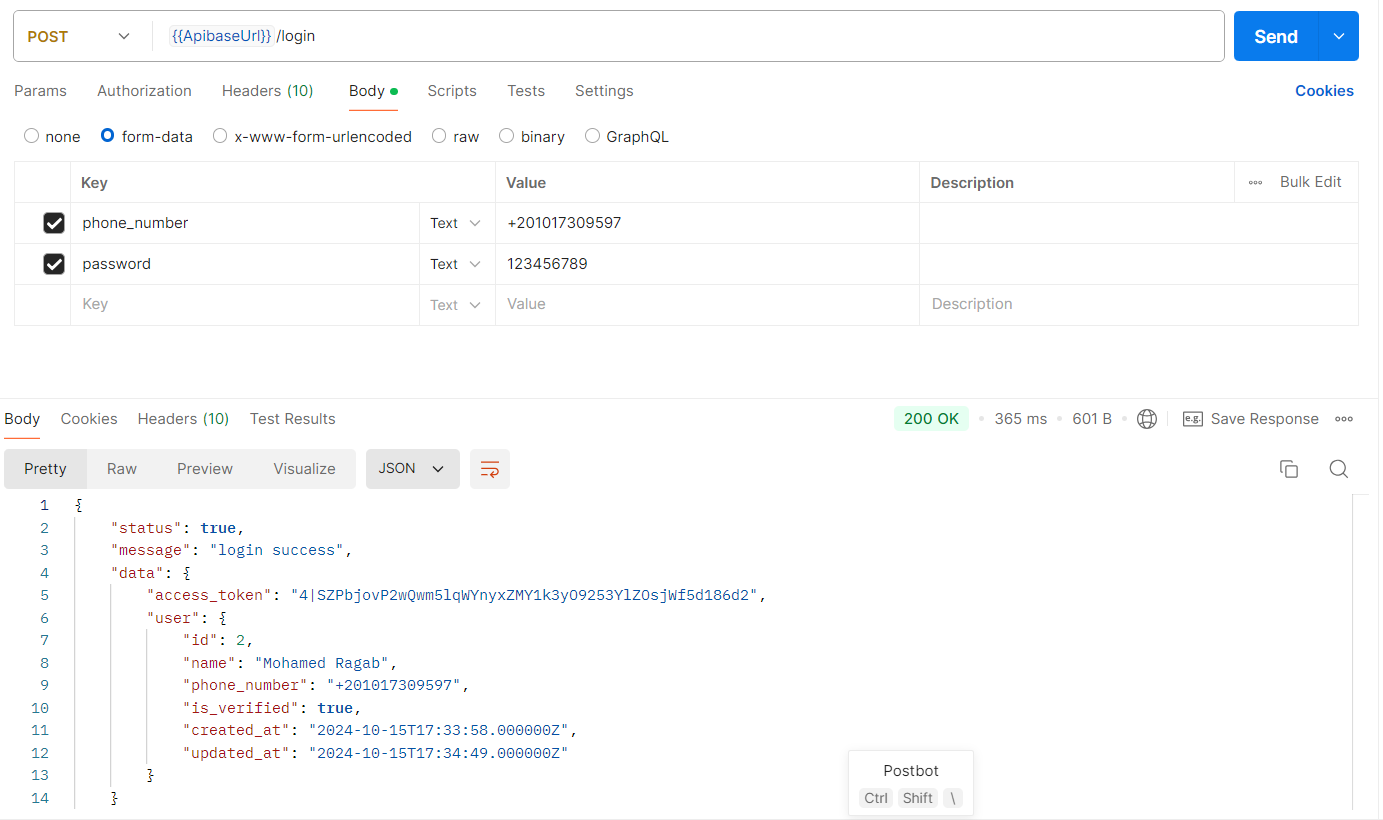 POST {{ApibaseUrl}} /login Send
Params Authorization Headers (10) Body Scripts Tests Settings Cookies
none form-data x-www-form-urlencoded raw binary GraphQL
Key Value Description Bulk Edit
phone_number Text +201017309597
password Text 123456789
Key Text Value Description
Body Cookies Headers (10) Test Results 200 OK 365 ms 601 B e.g. Save Response
Pretty Raw Preview Visualize JSON
1 {
2 "status": true,
3 "message": "login success",
4 "data": {
5 "access_token": "4|SZPbjovP2wQwm5lqWYnyxZMY1k3yO9253YlZOsjWf5d186d2",
6 "user": {
7 "id": 2,
8 "name": "Mohamed Ragab",
9 "phone_number": "+201017309597",
10 "is_verified": true,
11 "created_at": "2024-10-15T17:33:58.000000Z",
12 "updated_at": "2024-10-15T17:34:49.000000Z"
13 }
14 }
Postbot
Ctrl Shift \